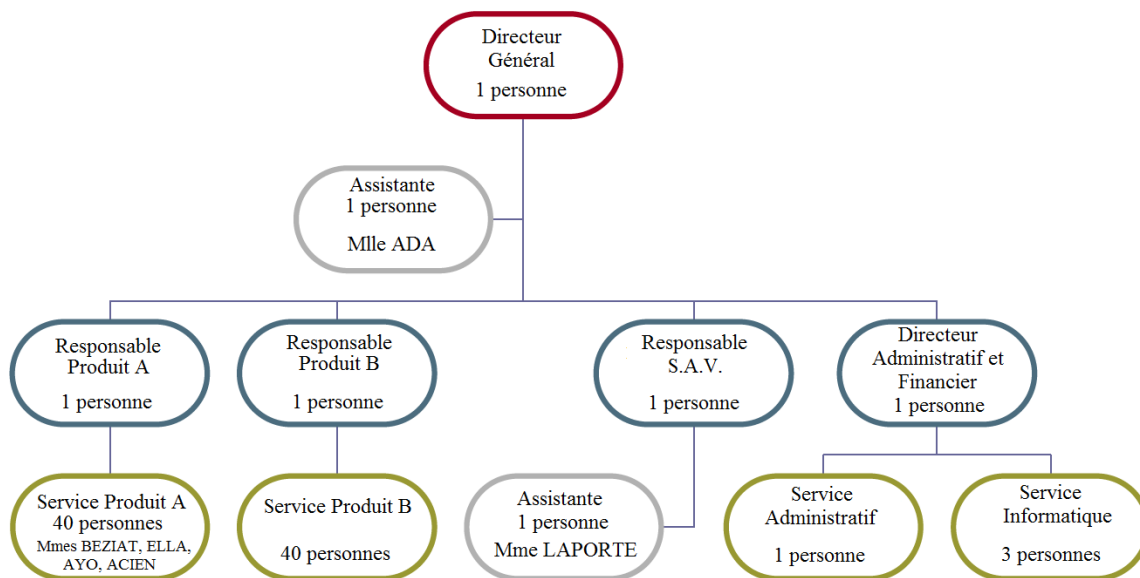 Directeur
Général
1 personne
Assistante
1 personne
Mlle ADA
Responsable
Produit A
1 personne
Responsable
Produit B
1 personne
Responsable
S.A.V.
1 personne
Directeur
Administratif et
Financier
1 personne
Service Produit A
40 personnes
Mmes BEZIAT, ELLA,
AYO, ACIEN
Service Produit B
40 personnes
Assistante
1 personne
Mme LAPORTE
Service
Administratif
1 personne
Service
Informatique
3 personnes